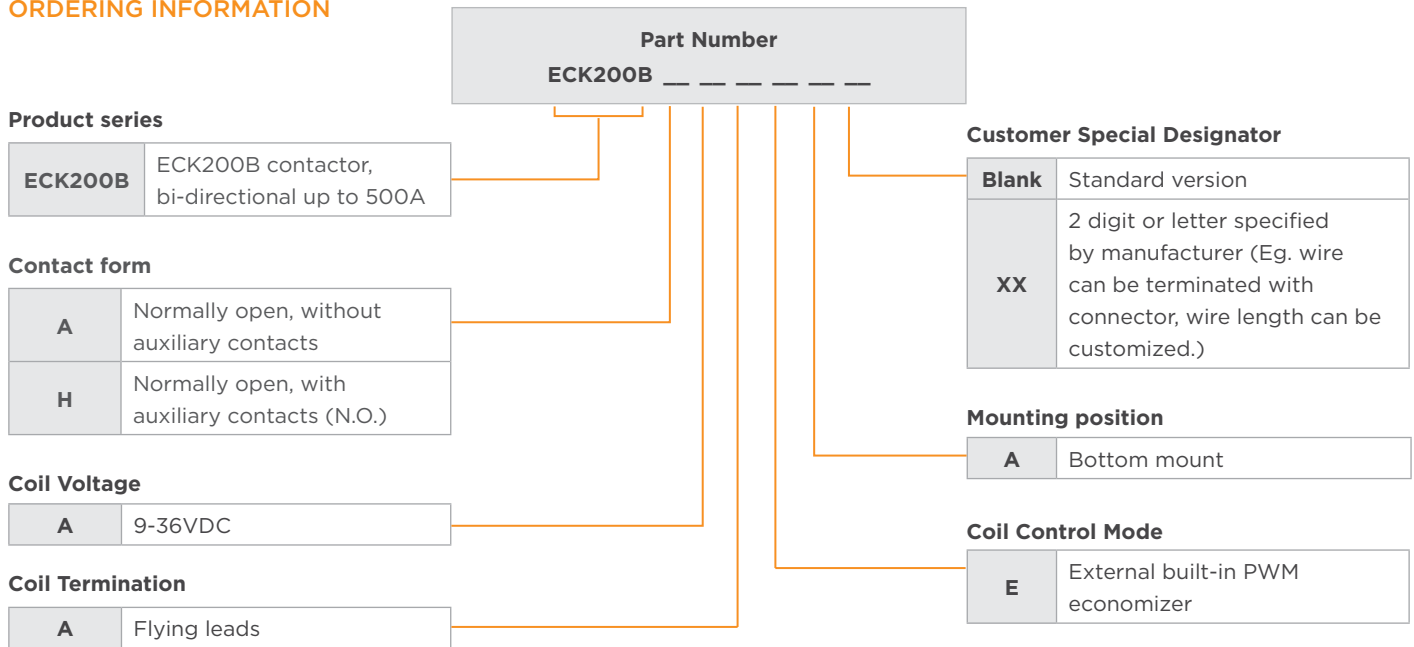 ORDERING INFORMATION
Part Number
ECK200B __ __ __ __ __ __
Product series
ECK200B
ECK200B contactor,
bi-directional up to 500A
Contact form
A
Normally open, without
auxiliary contacts
H
Normally open, with
auxiliary contacts (N.O.)
Coil Voltage
A
9-36VDC
Coil Termination
A
Flying leads
Customer Special Designator
Blank
Standard version
XX
2 digit or letter specified
by manufacturer (Eg. wire
can be terminated with
connector, wire length can be
customized.)
Mounting position
A
Bottom mount
Coil Control Mode
E
External built-in PWM
economizer